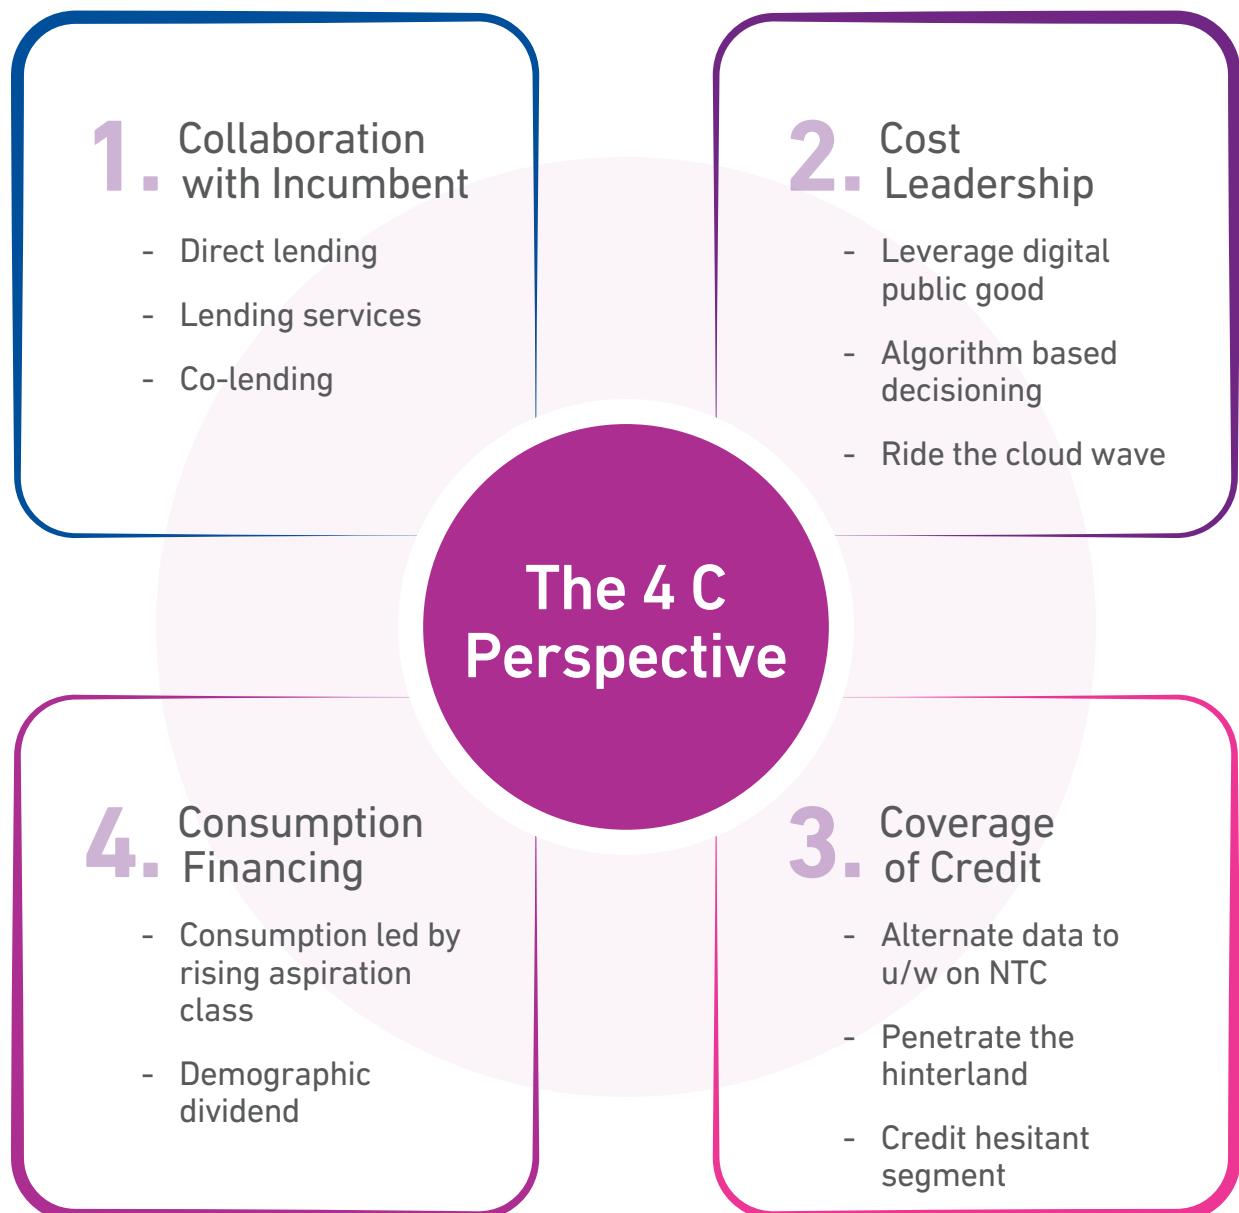 1. Collaboration
with Incumbent
- Direct lending
- Lending services
- Co-lending
2. Cost
Leadership
- Leverage digital
public good
- Algorithm based
decisioning
- Ride the cloud wave
The 4 C
Perspective
4. Consumption
Financing
- Consumption led by
rising aspiration
class
- Demographic
dividend
3. Coverage
of Credit
- Alternate data to
u/w on NTC
- Penetrate the
hinterland
- Credit hesitant
segment